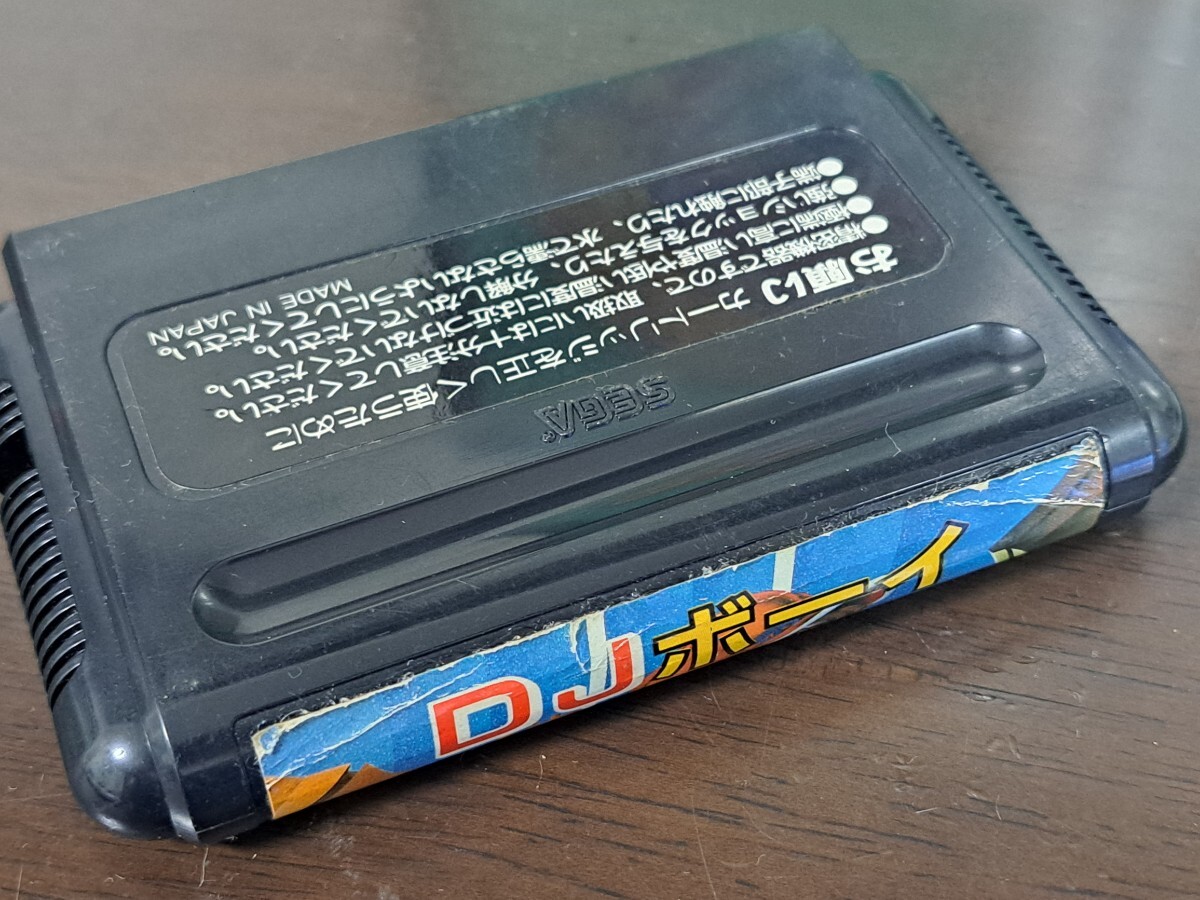 お願い カートリッジを正しく使うために
●精密機器ですので、取扱いには十分注意してください。
●極端に高い温度や低い温度には近づけないでください。
●強いショックを与えたり、分解しないでください。
●端子部に触れたり、水で濡らさないようにしてください。
MADE IN JAPAN
SEGA®
DJボーイ